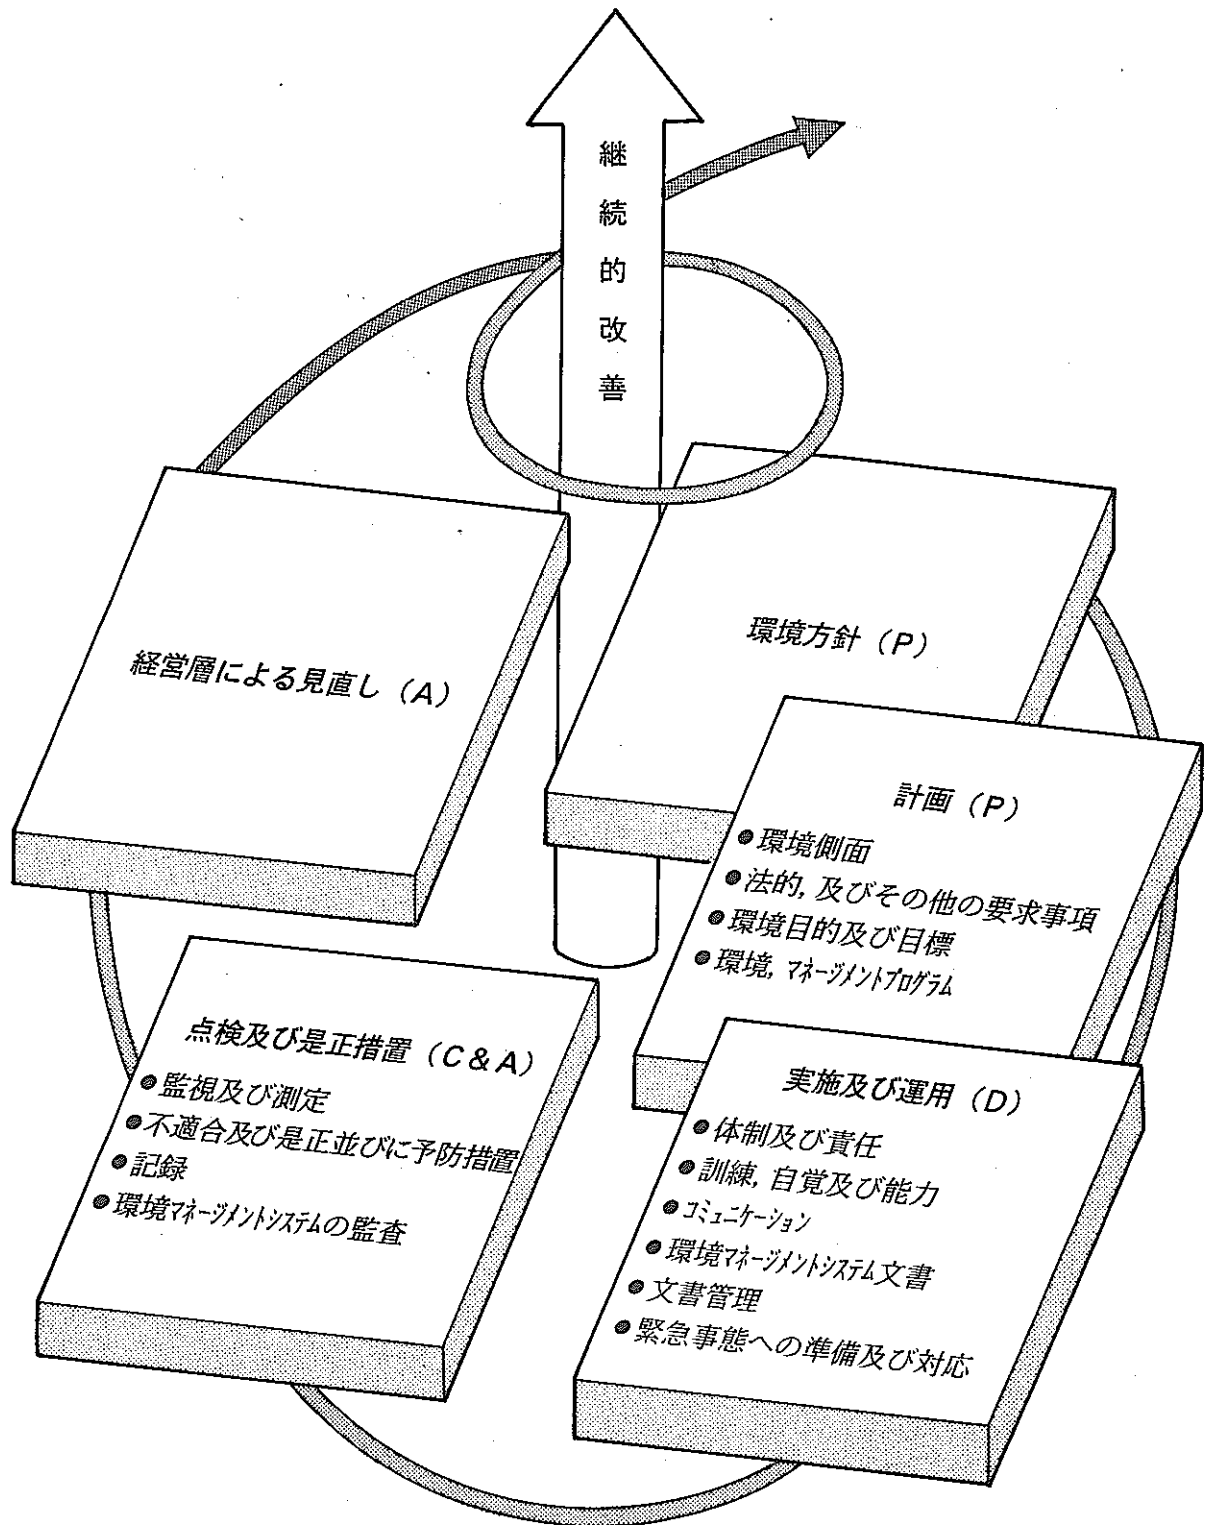 継続的改善
環境方針（P）
計画（P）
●環境側面
●法的, 及びその他の要求事項
●環境目的及び目標
●環境, マネージメントプログラム
実施及び運用（D）
●体制及び責任
●訓練, 自覚及び能力
●コミュニケーション
●環境マネージメントシステム文書
●文書管理
●緊急事態への準備及び対応
点検及び是正措置（C＆A）
●監視及び測定
●不適合及び是正並びに予防措置
●記録
●環境マネージメントシステムの監査
経営層による見直し（A）